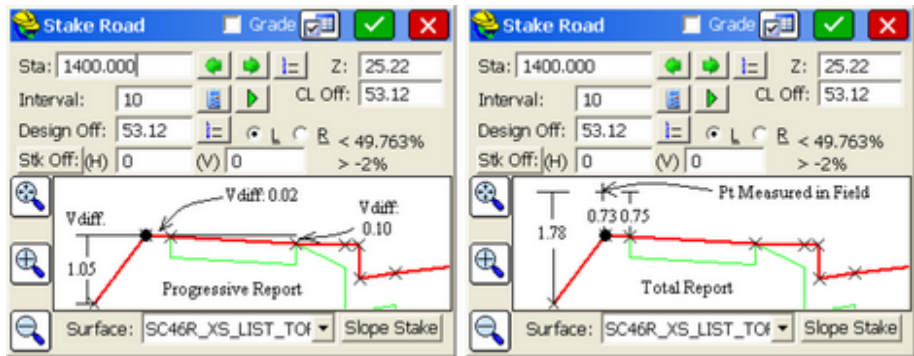 Stake Road Grade
Sta: 1400.000 Z: 25.22
Interval: 10 CL Off: 53.12
Design Off: 53.12 L R < 49.763%
Stk Off: (H) 0 (V) 0 > -2%
Vdiff: 0.02
Vdiff.
Vdiff.
0.10
1.05
Progressive Report
Surface: SC46R_XS_LIST_TOF Slope Stake
Stake Road Grade
Sta: 1400.000 Z: 25.22
Interval: 10 CL Off: 53.12
Design Off: 53.12 L R < 49.763%
Stk Off: (H) 0 (V) 0 > -2%
Pt Measured in Field
0.73 0.75
1.78
Total Report
Surface: SC46R_XS_LIST_TOF Slope Stake